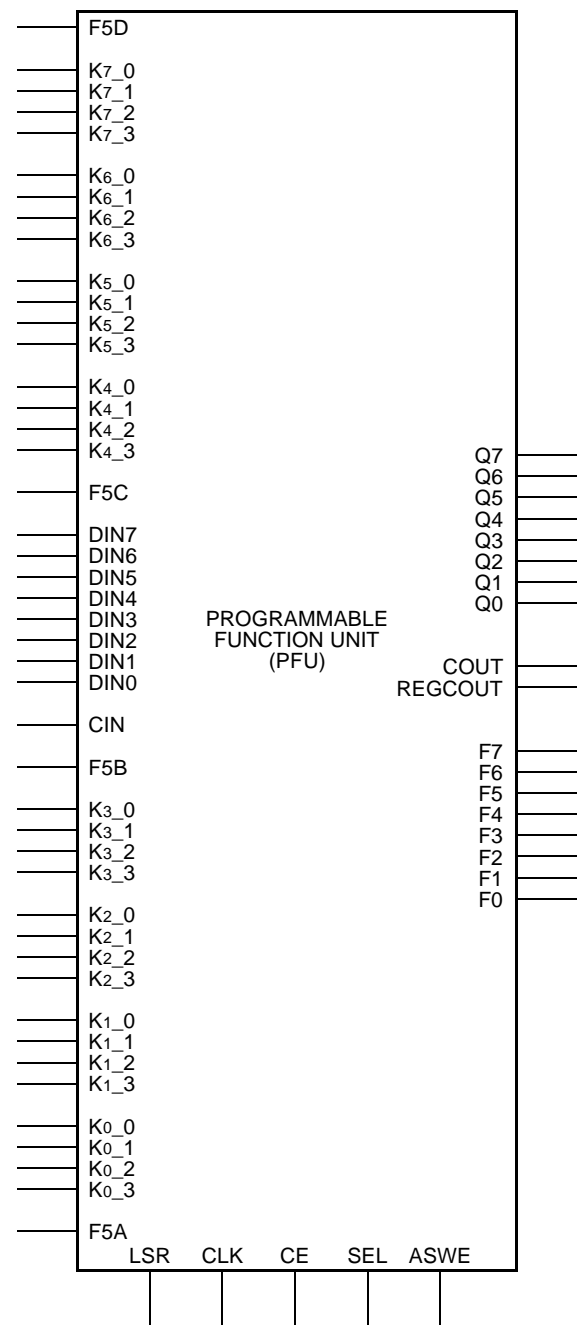 F5D
K7_0
K7_1
K7_2
K7_3
K6_0
K6_1
K6_2
K6_3
K5_0
K5_1
K5_2
K5_3
K4_0
K4_1
K4_2
K4_3
F5C
DIN7
DIN6
DIN5
DIN4
DIN3
DIN2
DIN1
DIN0
CIN
F5B
K3_0
K3_1
K3_2
K3_3
K2_0
K2_1
K2_2
K2_3
K1_0
K1_1
K1_2
K1_3
K0_0
K0_1
K0_2
K0_3
F5A
PROGRAMMABLE
FUNCTION UNIT
(PFU)
Q7
Q6
Q5
Q4
Q3
Q2
Q1
Q0
COUT
REGCOUT
F7
F6
F5
F4
F3
F2
F1
F0
LSR CLK CE SEL ASWE